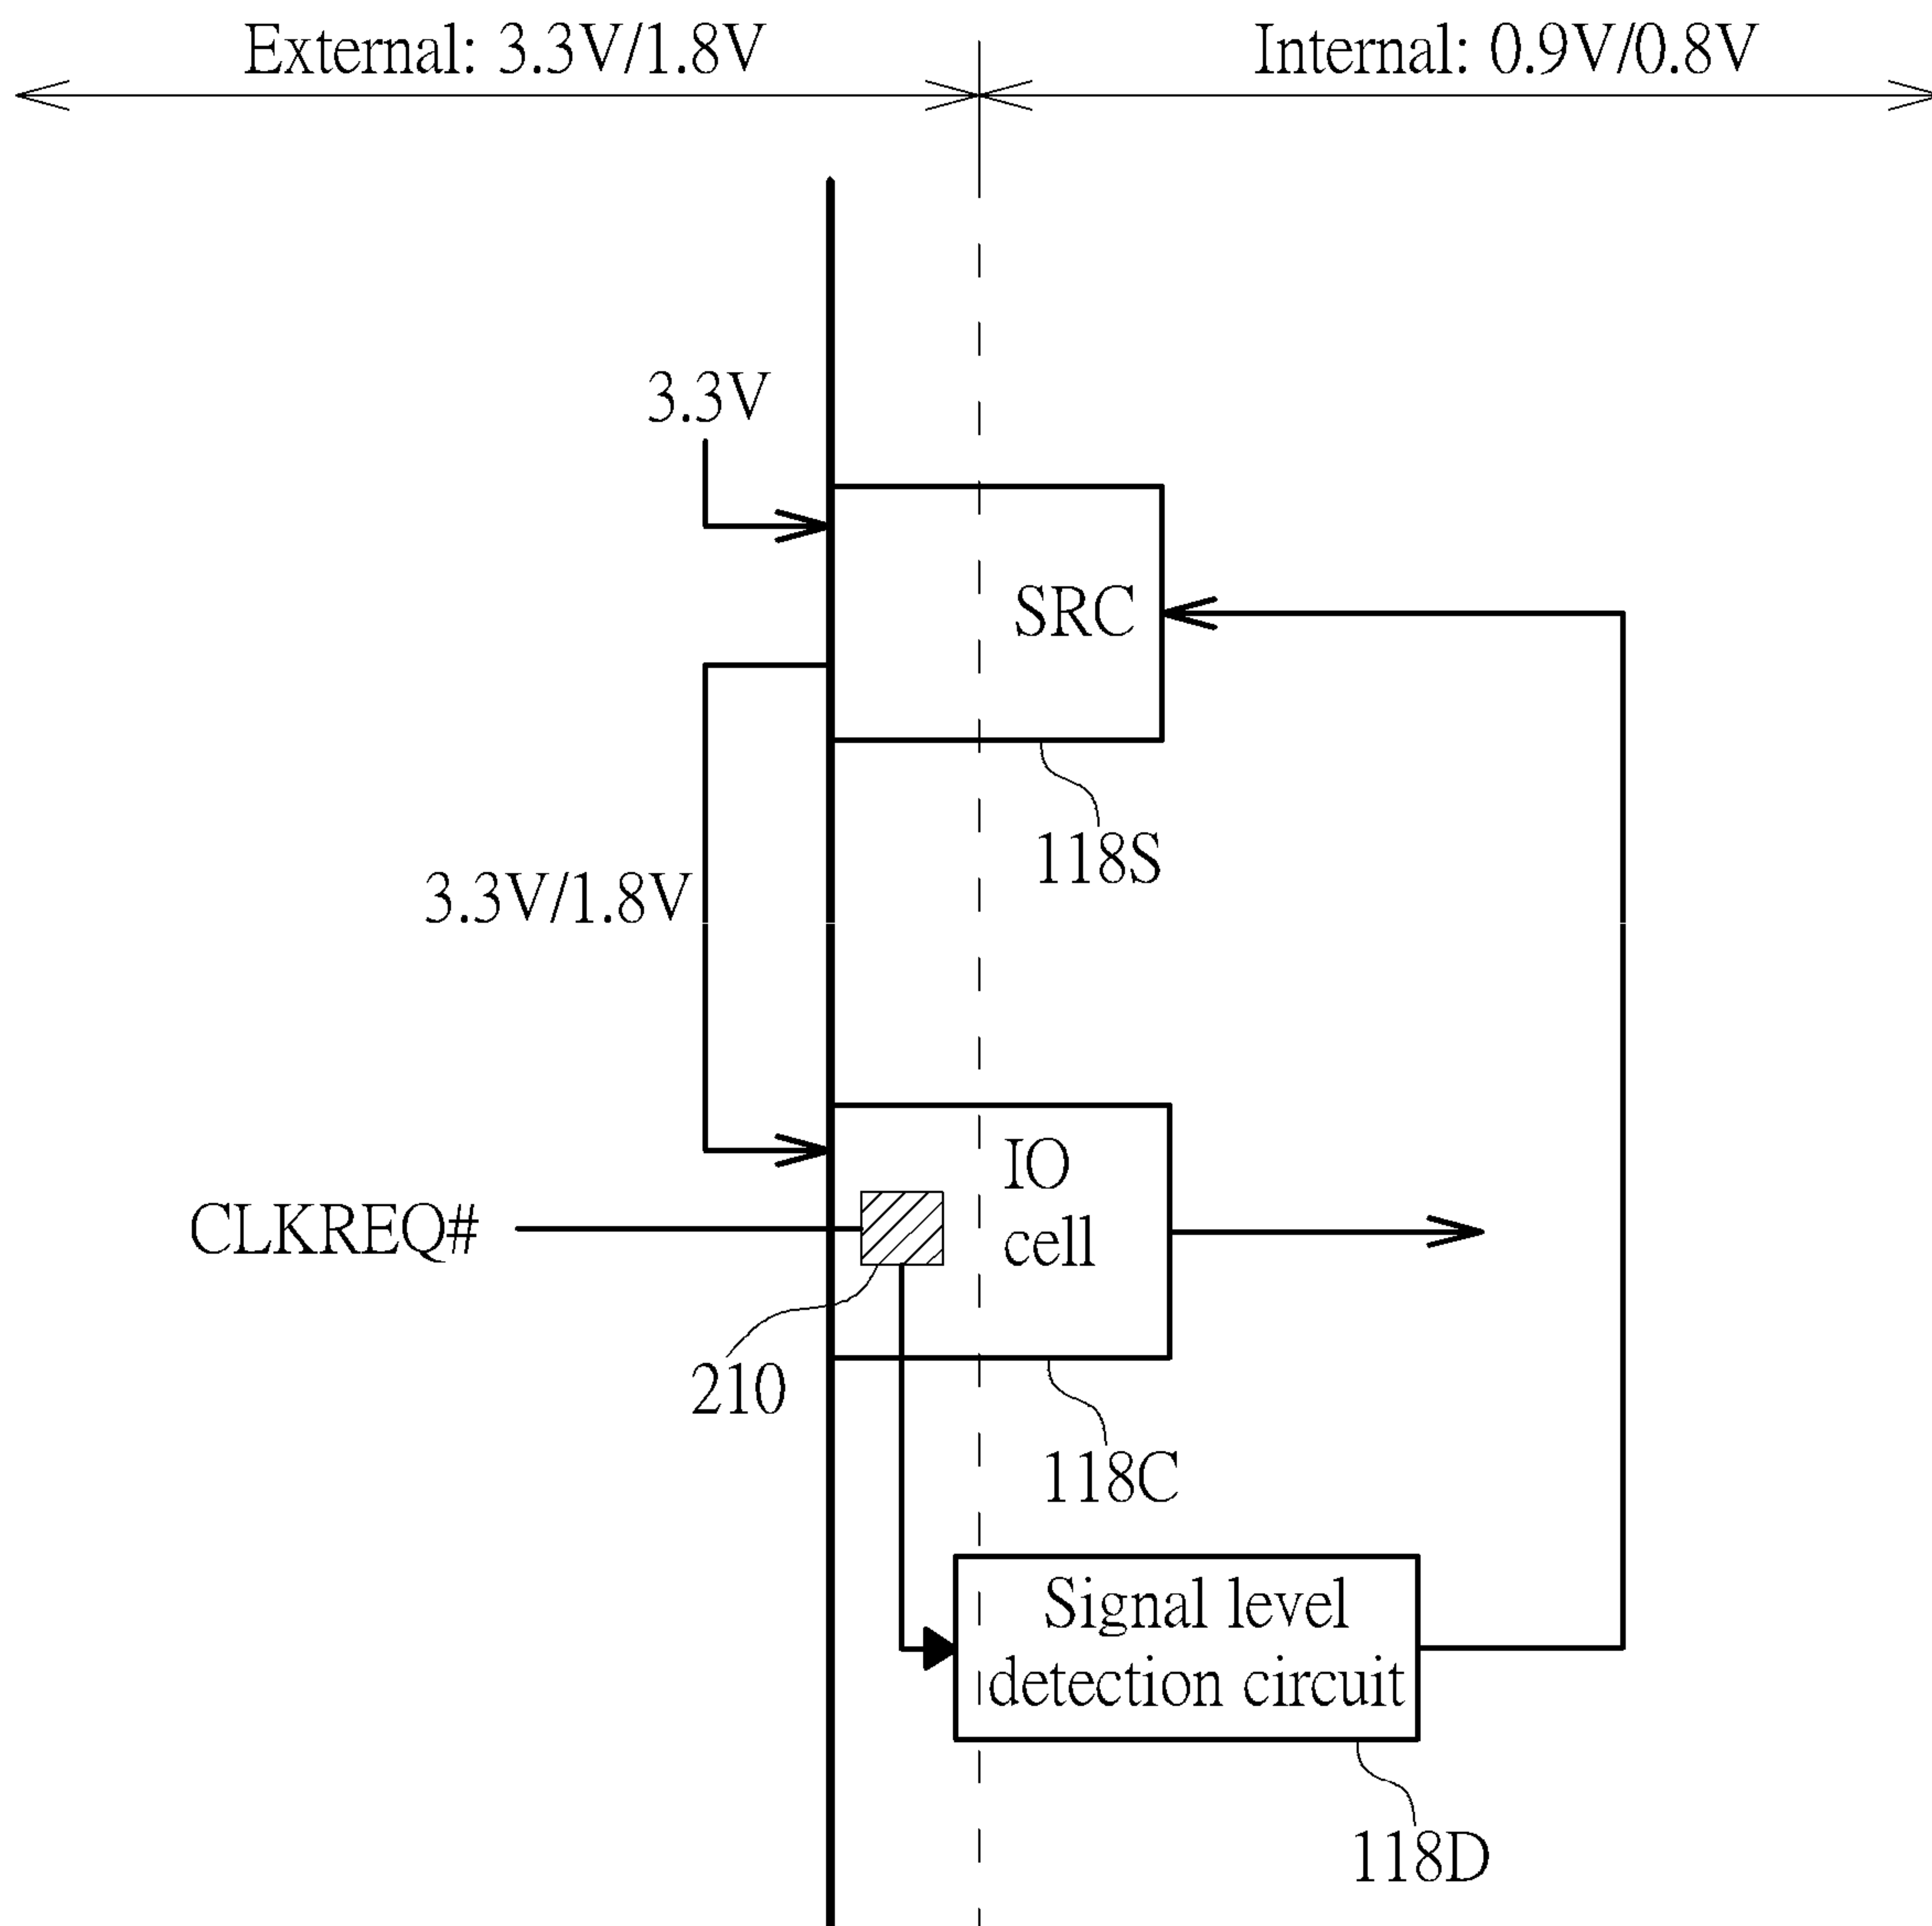 External: 3.3V/1.8V
Internal: 0.9V/0.8V
3.3V
SRC
118S
3.3V/1.8V
IO
cell
CLKREQ#
210
118C
Signal level
detection circuit
118D